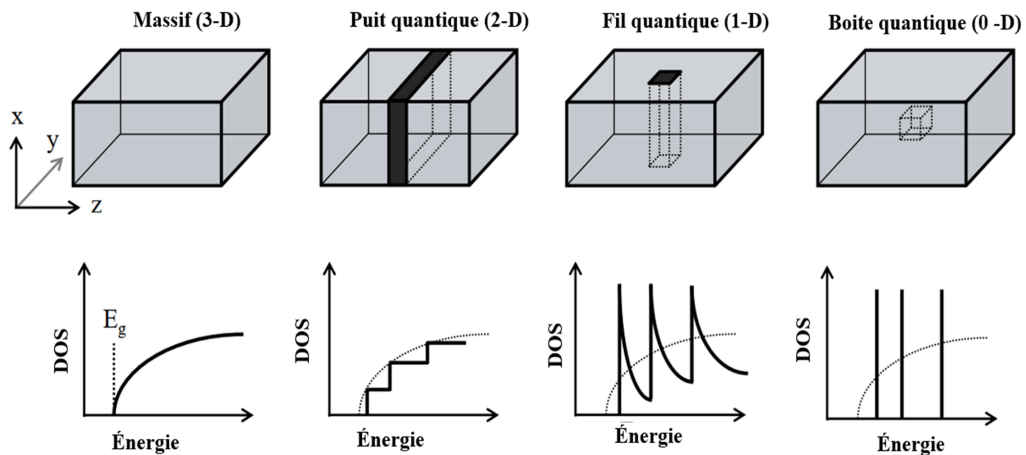 Massif (3-D)
Puit quantique (2-D)
Fil quantique (1-D)
Boite quantique (0 -D)
x
y
z
DOS
E_g
Énergie
DOS
Énergie
DOS
Énergie
DOS
Énergie